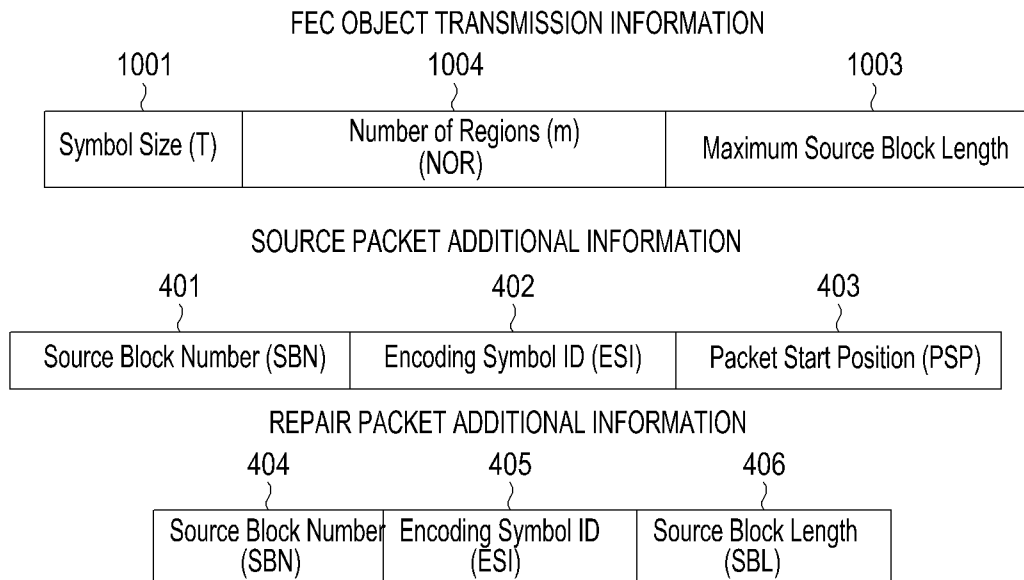 FEC OBJECT TRANSMISSION INFORMATION
1001 1004 1003
Symbol Size (T) Number of Regions (m) Maximum Source Block Length
(NOR)
SOURCE PACKET ADDITIONAL INFORMATION
401 402 403
Source Block Number (SBN) Encoding Symbol ID (ESI) Packet Start Position (PSP)
REPAIR PACKET ADDITIONAL INFORMATION
404 405 406
Source Block Number Encoding Symbol ID Source Block Length
(SBN) (ESI) (SBL)